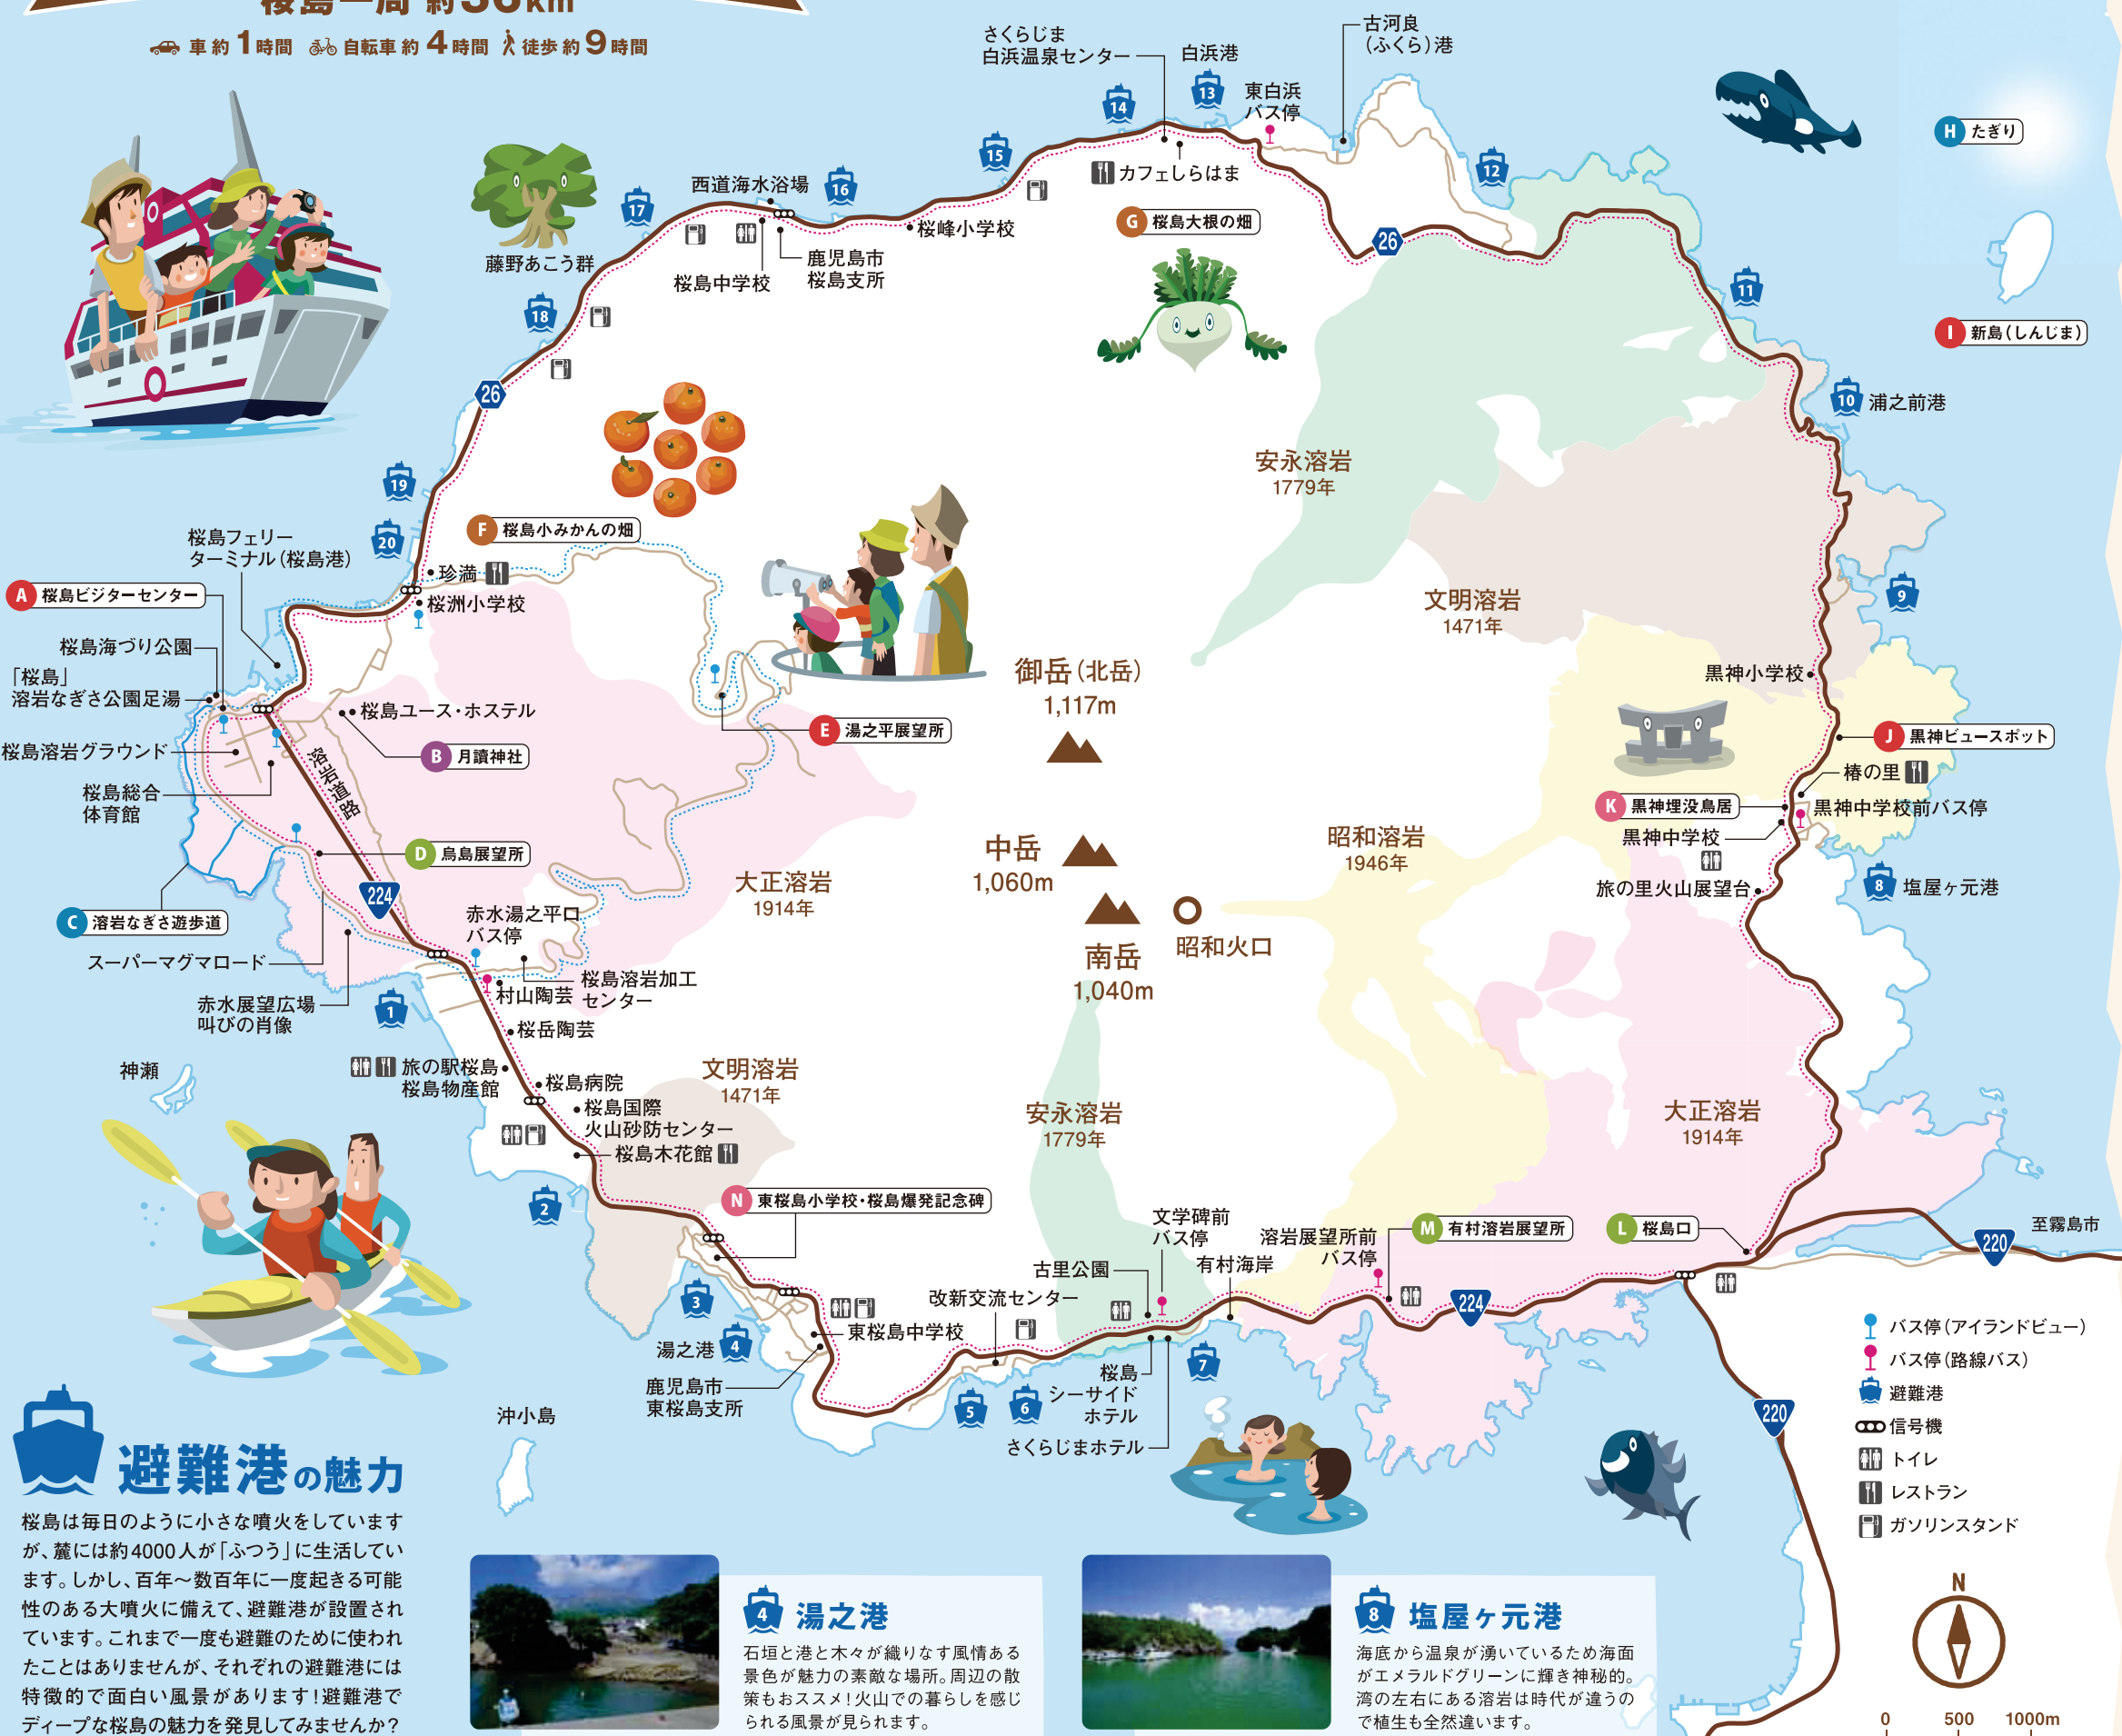 桜島一周 約36km
車 約1時間 自転車 約4時間 徒歩 約9時間
さくらじま
白浜温泉センター
白浜港
古河良
(ふくら)港
14
13
東白浜
バス停
12
H たぎり
15
カフェしらはま
西道海水浴場
16
17
桜峰小学校
G 桜島大根の畑
26
藤野あこう群
桜島中学校
鹿児島市
桜島支所
11
18
I 新島(しんじま)
26
10 浦之前港
安永溶岩
1779年
19
F 桜島小みかんの畑
20
桜島フェリー
ターミナル(桜島港)
珍満
桜洲小学校
A 桜島ビジターセンター
文明溶岩
1471年
9
桜島海づり公園
「桜島」
溶岩なぎさ公園足湯
御岳(北岳)
1,117m
黒神小学校
桜島ユース・ホステル
E 湯之平展望所
J 黒神ビュースポット
桜島溶岩グラウンド
B 月讀神社
溶岩道路
椿の里
桜島総合
体育館
K 黒神埋没鳥居
黒神中学校前バス停
黒神中学校
D 烏島展望所
中岳
1,060m
昭和溶岩
1946年
大正溶岩
1914年
旅の里火山展望台
8 塩屋ヶ元港
224
C 溶岩なぎさ遊歩道
赤水湯之平口
バス停
昭和火口
南岳
1,040m
スーパーマグマロード
桜島溶岩加工
センター
村山陶芸
赤水展望広場
叫びの肖像
1
桜岳陶芸
神瀬
旅の駅桜島
桜島物産館
文明溶岩
1471年
桜島病院
桜島国際
火山砂防センター
安永溶岩
1779年
大正溶岩
1914年
桜島木花館
2
N 東桜島小学校・桜島爆発記念碑
文学碑前
バス停
溶岩展望所前
バス停
M 有村溶岩展望所
L 桜島口
至霧島市
220
古里公園
有村海岸
3
改新交流センター
224
湯之港 4
東桜島中学校
鹿児島市
東桜島支所
7
桜島
シーサイド
ホテル
5
6
さくらじまホテル
沖小島
220
バス停(アイランドビュー)
バス停(路線バス)
避難港
信号機
トイレ
レストラン
ガソリンスタンド
避難港の魅力
桜島は毎日のように小さな噴火をしています
が、麓には約4000人が「ふつう」に生活してい
ます。しかし、百年～数百年に一度起きる可能
性のある大噴火に備えて、避難港が設置され
ています。これまで一度も避難のために使われ
たことはありませんが、それぞれの避難港には
特徴的で面白い風景があります!避難港で
ディープな桜島の魅力を発見してみませんか?
4 湯之港
石垣と港と木々が織りなす風情ある
景色が魅力の素敵な場所。周辺の散
策もおススメ!火山での暮らしを感じ
られる風景が見られます。
8 塩屋ヶ元港
海底から温泉が湧いているため海面
がエメラルドグリーンに輝き神秘的。
湾の左右にある溶岩は時代が違うの
で植生も全然違います。
N
0 500 1000m